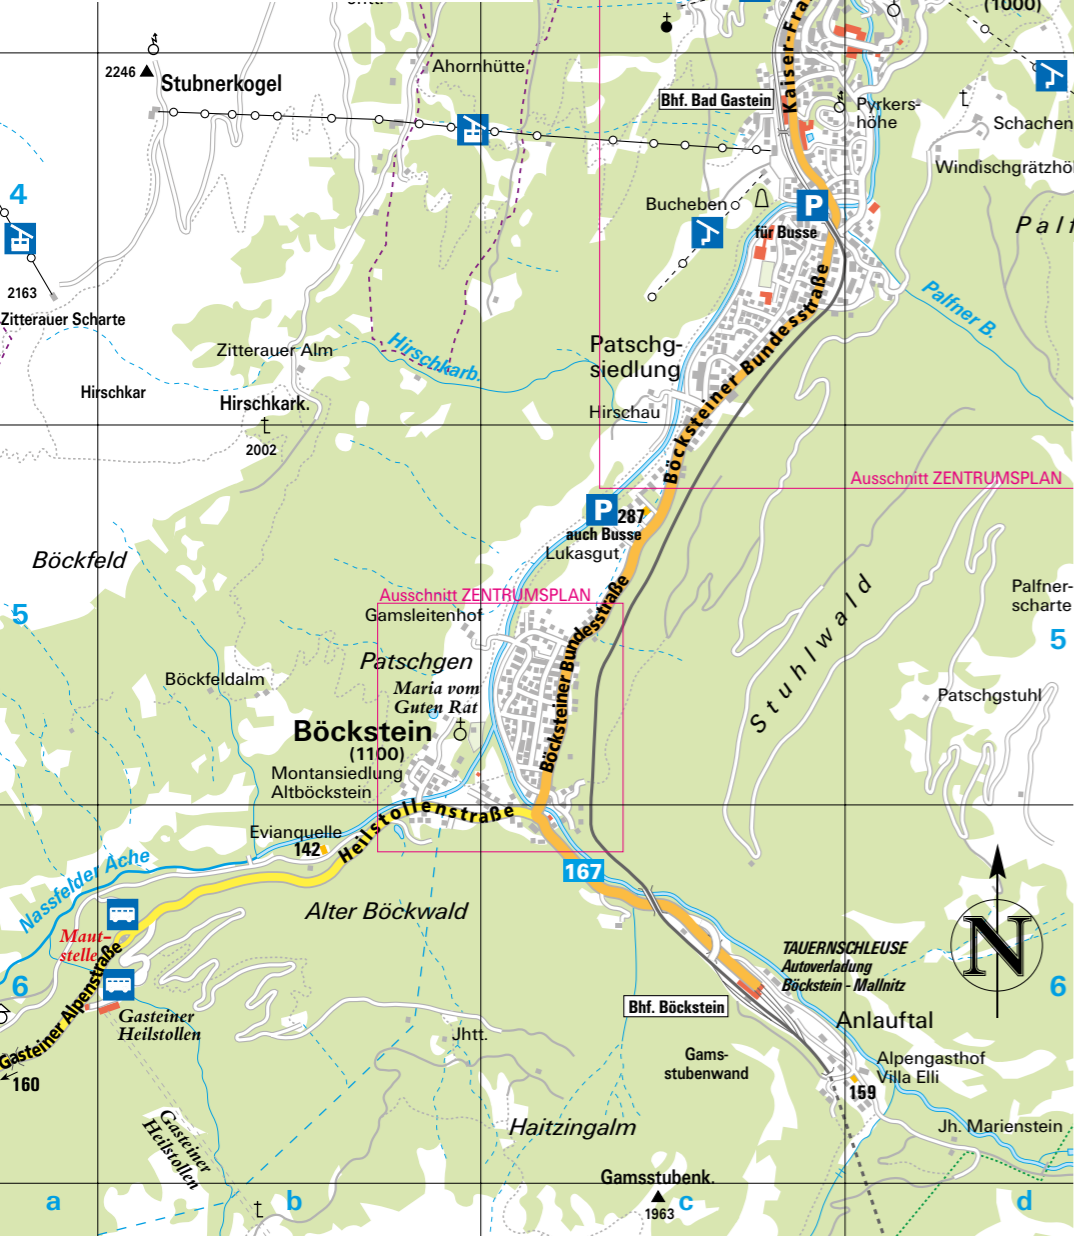 (1000)
2246
Stubnerkogel
Ahornhütte
Kaiser-Fra
Bhf. Bad Gastein
Pyrkers-
höhe
Schachen
Windischgrätzhö
4
Bucheben
P
für Busse
Palf
2163
Zitterauer Scharte
Palfner B.
Zitterauer Alm
Hirschkarb.
Patschg-
siedlung
Hirschkar
Hirschkark.
2002
Hirschau
Böcksteiner Bundesstraße
Ausschnitt ZENTRUMSPLAN
P
287
auch Busse
Lukasgut
Böckfeld
Ausschnitt ZENTRUMSPLAN
Gamsleitenhof
5
Palfner-
scharte
5
Stuhlwald
Patschgen
Böckfeldalm
Maria vom
Guten Rat
Patschgstuhl
Böckstein
(1100)
Böcksteiner Bundesstraße
Montansiedlung
Altböckstein
Evianquelle
142
Heilstollenstraße
167
Nassfelder Ache
Alter Böckwald
Maut-
stelle
TAUERNSCHLEUSE
Autoverladung
Böckstein - Mallnitz
N
6
6
Gasteiner Alpenstraße
Gasteiner
Heilstollen
Bhf. Böckstein
Anlauftal
Jhtt.
Gams-
stubenwand
Alpengasthof
Villa Elli
159
160
Gasteiner
Heilstollen
Haitzingalm
Jh. Marienstein
Gamsstubenk.
1963
a
b
c
d